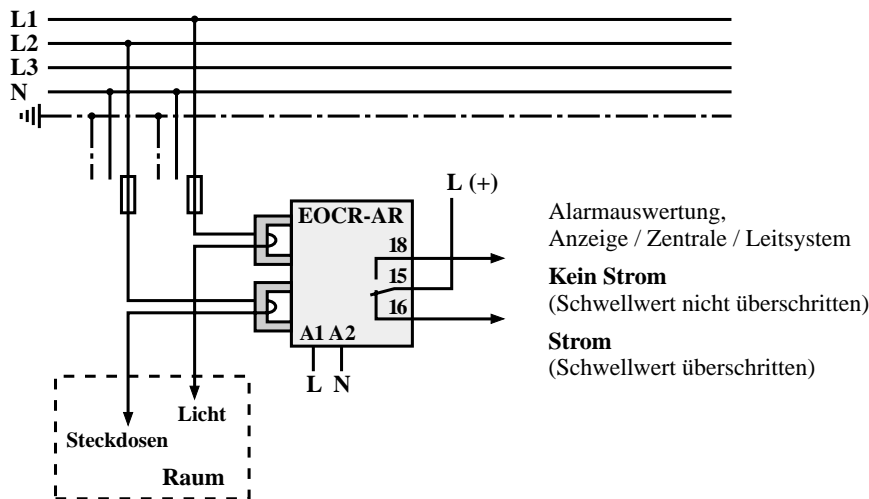 L1
L2
L3
N
L (+)
EOCR-AR
18
15
16
A1 A2
L N
Alarmauswertung,
Anzeige / Zentrale / Leitsystem
Kein Strom
(Schwellwert nicht überschritten)
Strom
(Schwellwert überschritten)
Licht
Steckdosen
Raum